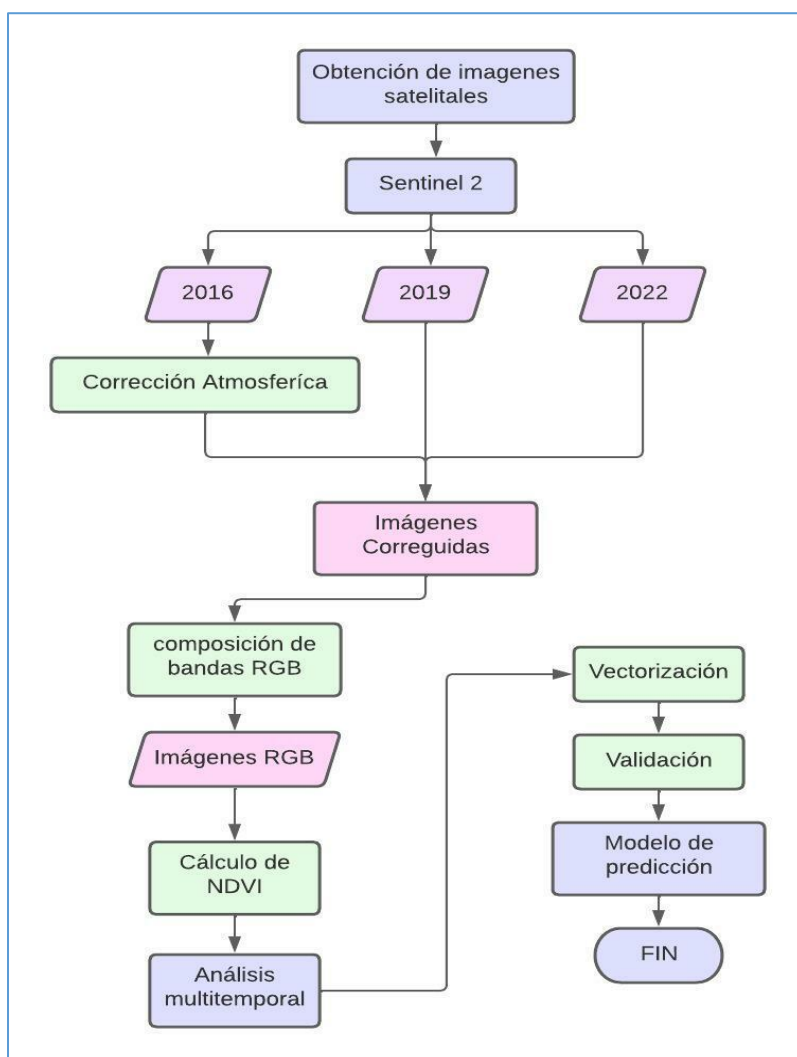 Obtención de imagenes
satelitales
Sentinel 2
2016
2019
2022
Corrección Atmosferíca
Imágenes
Correguidas
composición de
bandas RGB
Imágenes RGB
Cálculo de
NDVI
Análisis
multitemporal
Vectorización
Validación
Modelo de
predicción
FIN